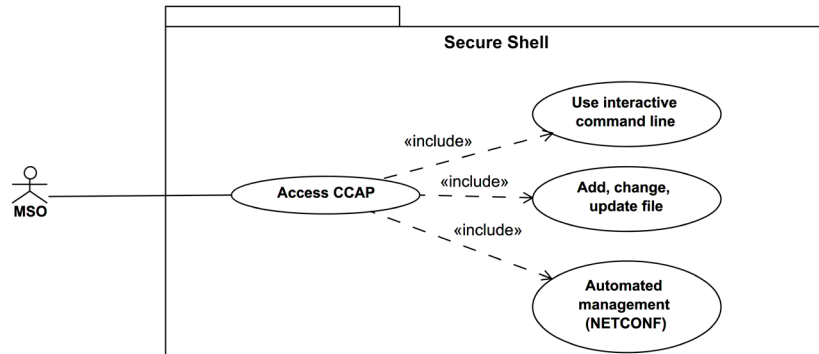 Secure Shell
Use interactive
command line
«include»
MSO
Access CCAP
«include»
Add, change,
update file
«include»
Automated
management
(NETCONF)